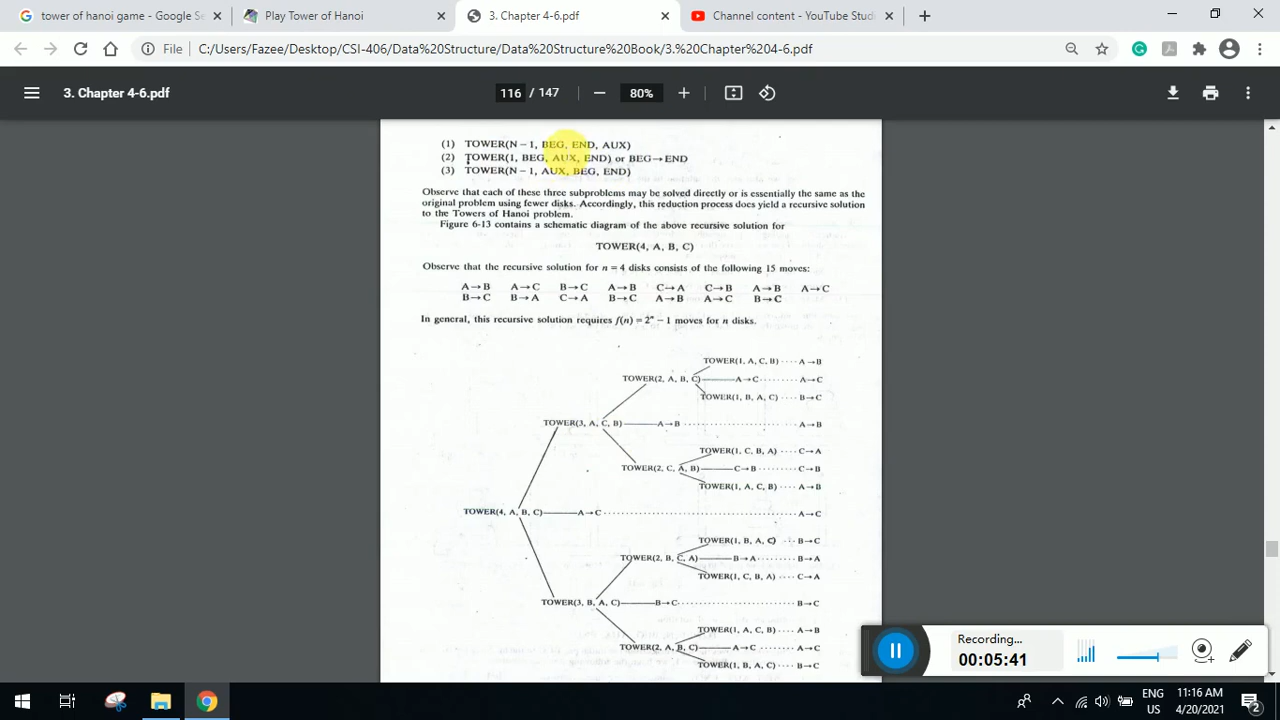 tower of hanoi game - Google Se
Play Tower of Hanoi
3. Chapter 4-6.pdf
Channel content - YouTube Studi
File
C:/Users/Fazee/Desktop/CSI-406/Data%20Structure/Data%20Structure%20Book/3.%20Chapter%204-6.pdf
3. Chapter 4-6.pdf
116 / 147
80%
(1) TOWER(N − 1, BEG, END, AUX)
(2) TOWER(1, BEG, AUX, END) or BEG→END
(3) TOWER(N − 1, AUX, BEG, END)
Observe that each of these three subproblems may be solved directly or is essentially the same as the
original problem using fewer disks. Accordingly, this reduction process does yield a recursive solution
to the Towers of Hanoi problem.
Figure 6-13 contains a schematic diagram of the above recursive solution for
TOWER(4, A, B, C)
Observe that the recursive solution for n = 4 disks consists of the following 15 moves:
A→B A→C B→C A→B C→A C→B A→B A→C
B→C B→A C→A B→C A→B A→C B→C
In general, this recursive solution requires f(n) = 2ⁿ − 1 moves for n disks.
TOWER(1, A, C, B) ···· A→B
TOWER(2, A, B, C) A→C ········ A→C
TOWER(1, B, A, C) ···· B→C
TOWER(3, A, C, B) A→B ···················· A→B
TOWER(1, C, B, A) ···· C→A
TOWER(2, C, A, B) C→B ········ C→B
TOWER(1, A, C, B) ···· A→B
TOWER(4, A, B, C) A→C ································ A→C
TOWER(1, B, A, C) ··· B→C
TOWER(2, B, C, A) B→A ········ B→A
TOWER(1, C, B, A) ···· C→A
TOWER(3, B, A, C) B→C ···················· B→C
TOWER(1, A, C, B) ···· A→B
TOWER(2, A, B, C) A→C ········ A→C
TOWER(1, B, A, C) ···· B→C
Recording...
00:05:41
ENG
US
11:16 AM
4/20/2021
2